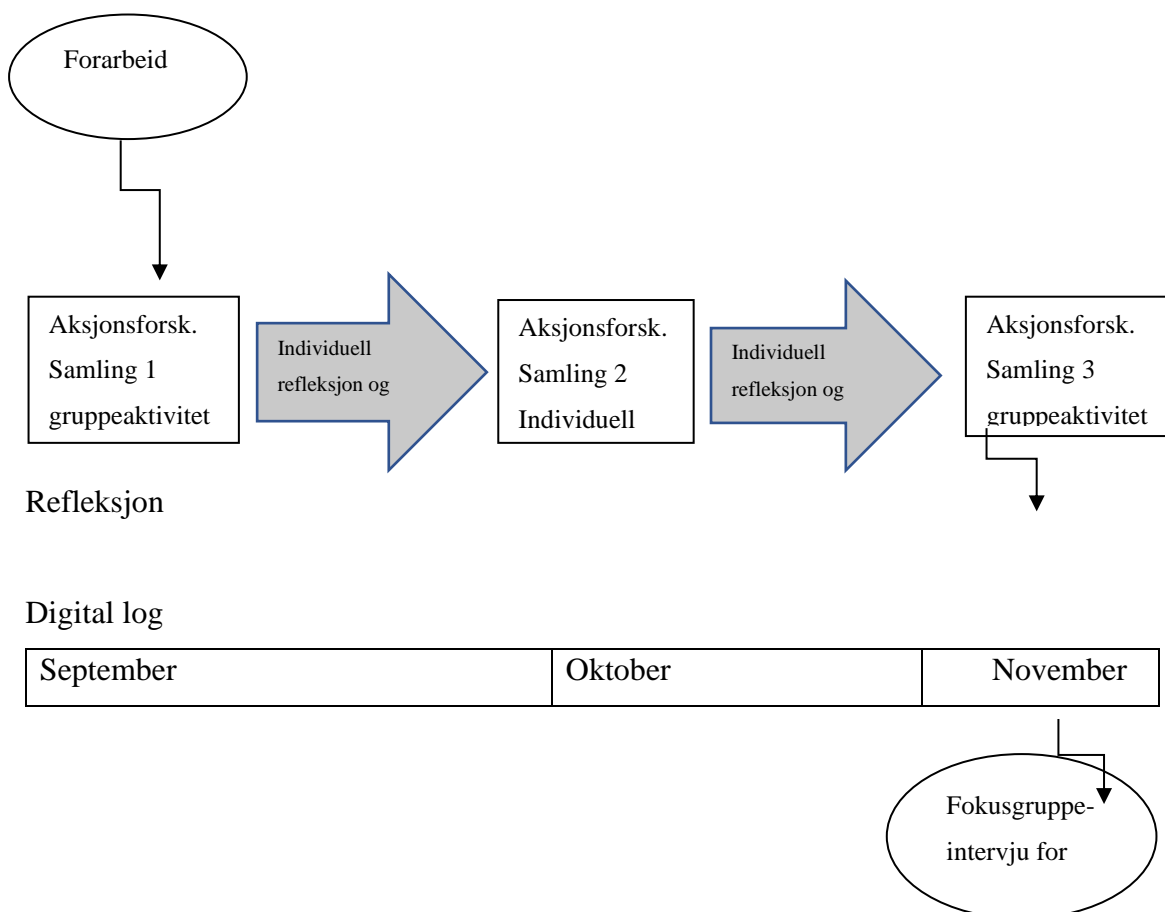 Forarbeid
Aksjonsforsk.
Samling 1
gruppeaktivitet
Individuell
refleksjon og
Aksjonsforsk.
Samling 2
Individuell
Individuell
refleksjon og
Aksjonsforsk.
Samling 3
gruppeaktivitet
Refleksjon
Digital log
September
Oktober
November
Fokusgruppe-
intervju for